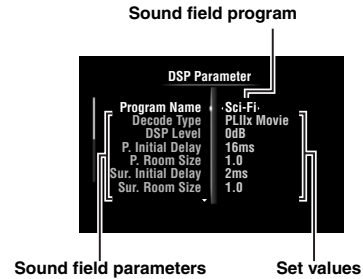 Sound field program
DSP Parameter
Program Name Sci-Fi
Decode Type PLIIx Movie
DSP Level 0dB
P. Initial Delay 16ms
P. Room Size 1.0
Sur. Initial Delay 2ms
Sur. Room Size 1.0
Sound field parameters Set values